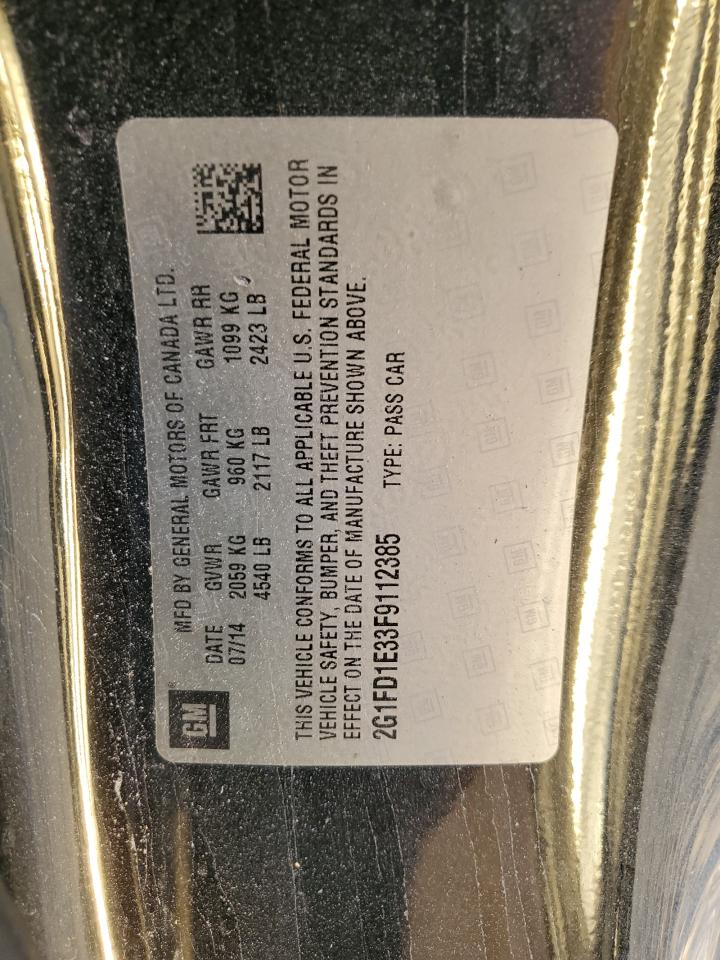 GM
MFD BY GENERAL MOTORS OF CANADA LTD.
DATE GVWR GAWR FRT GAWR RR
07/14 2059 KG 960 KG 1099 KG
4540 LB 2117 LB 2423 LB
THIS VEHICLE CONFORMS TO ALL APPLICABLE U.S. FEDERAL MOTOR
VEHICLE SAFETY, BUMPER, AND THEFT PREVENTION STANDARDS IN
EFFECT ON THE DATE OF MANUFACTURE SHOWN ABOVE.
2G1FD1E33F9112385 TYPE: PASS CAR